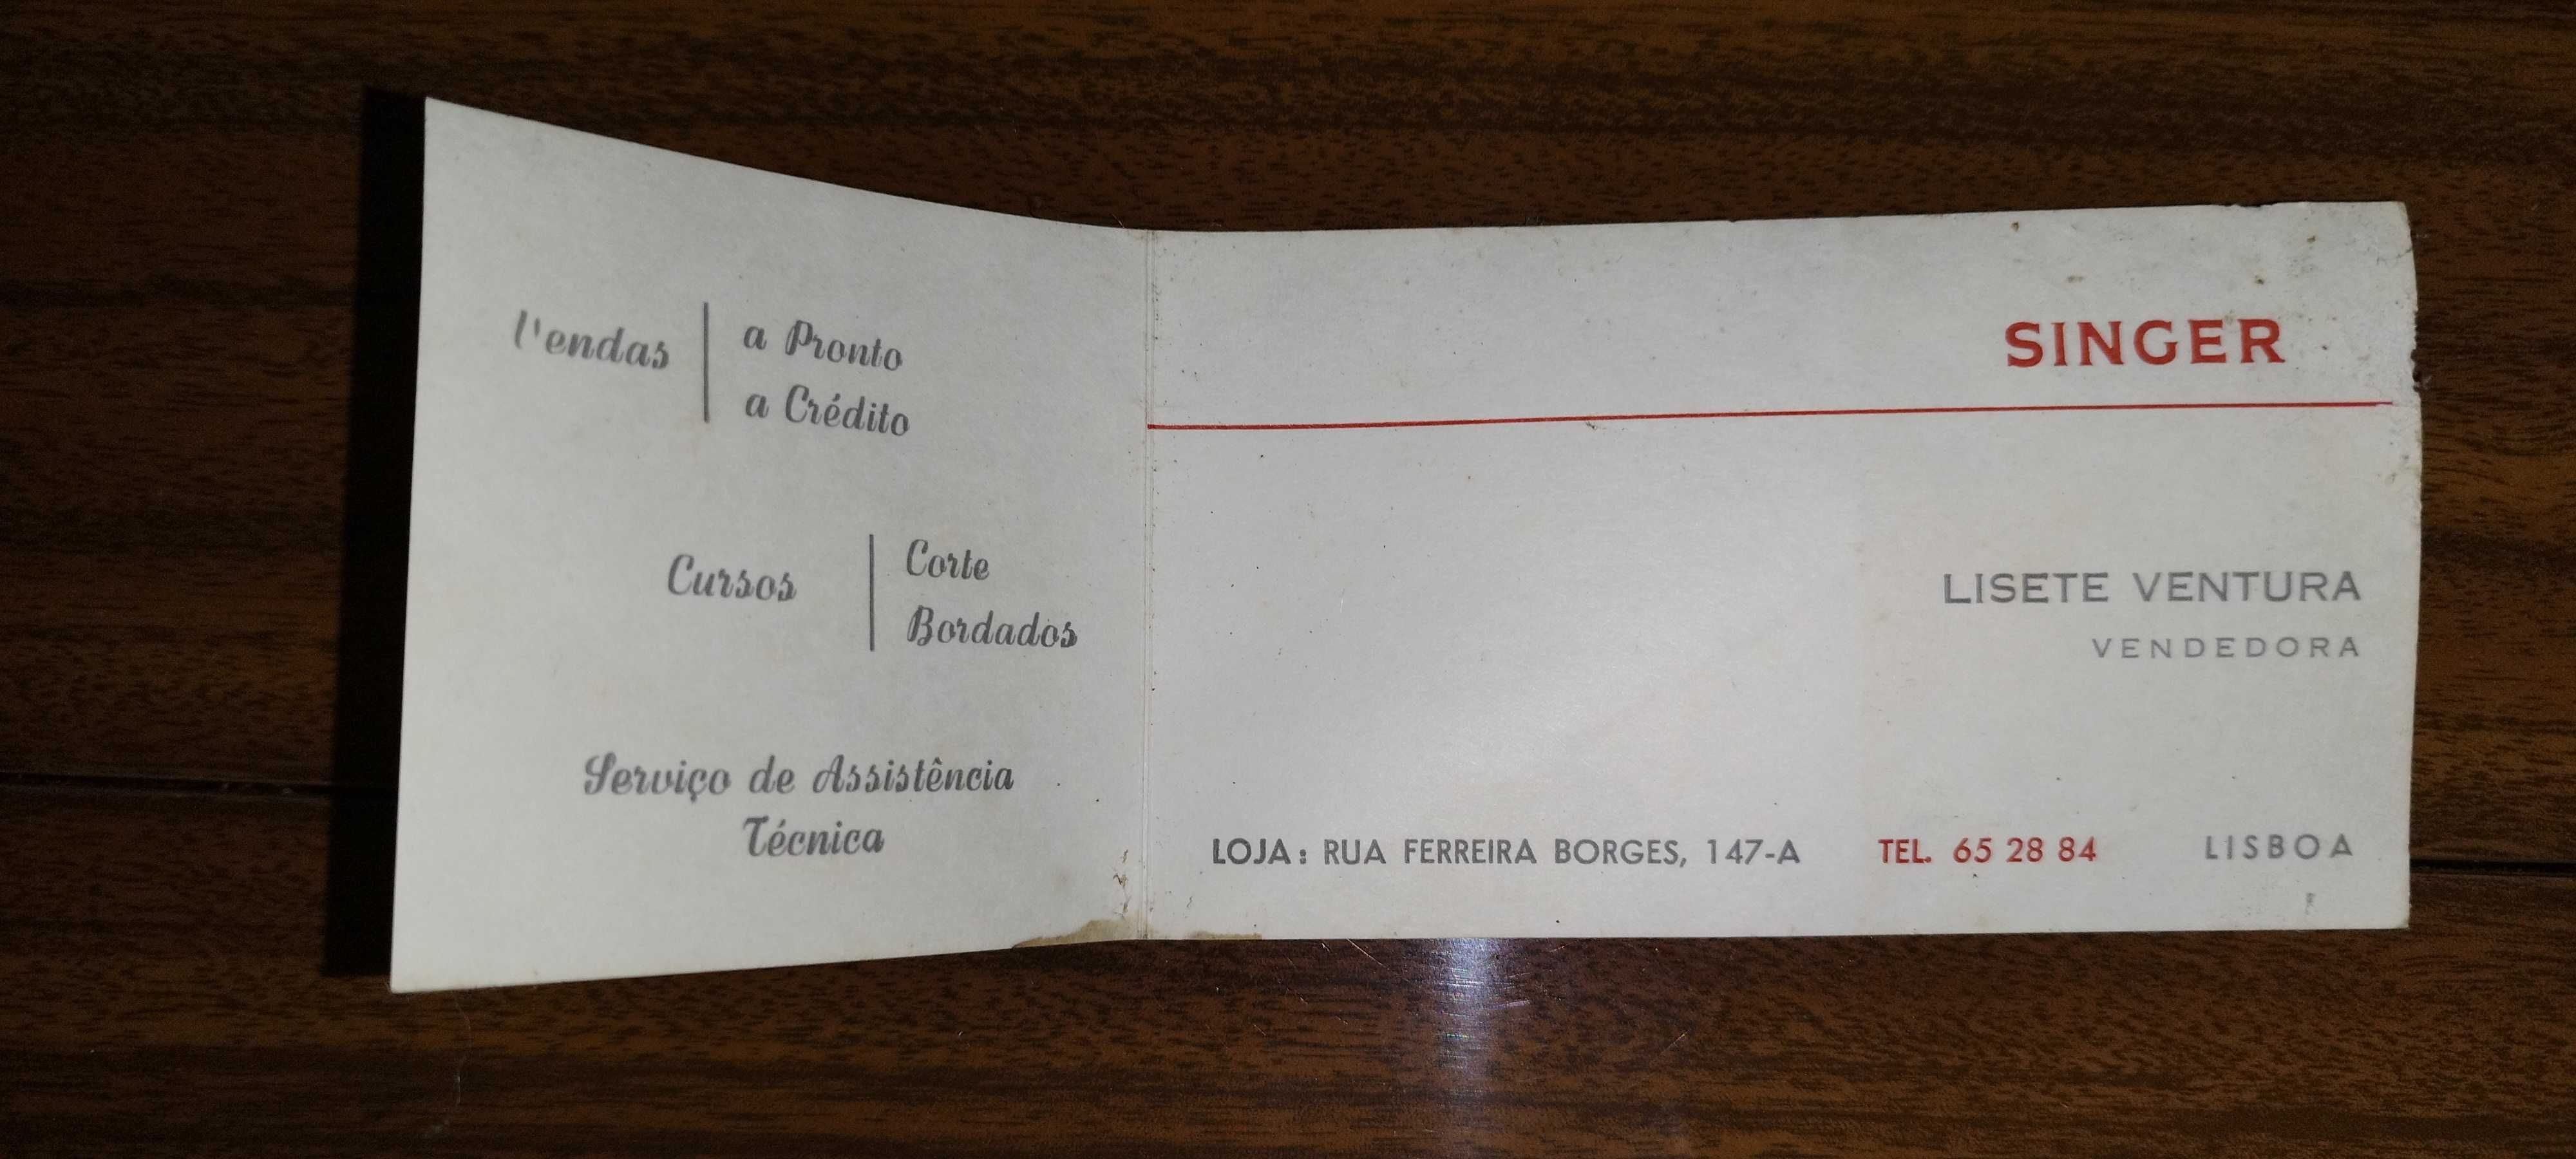 Vendas
a Pronto
a Crédito
Cursos
Corte
Bordados
Serviço de Assistência
Técnica
SINGER
LISETE VENTURA
VENDEDORA
LOJA: RUA FERREIRA BORGES, 147-A TEL. 65 28 84 LISBOA